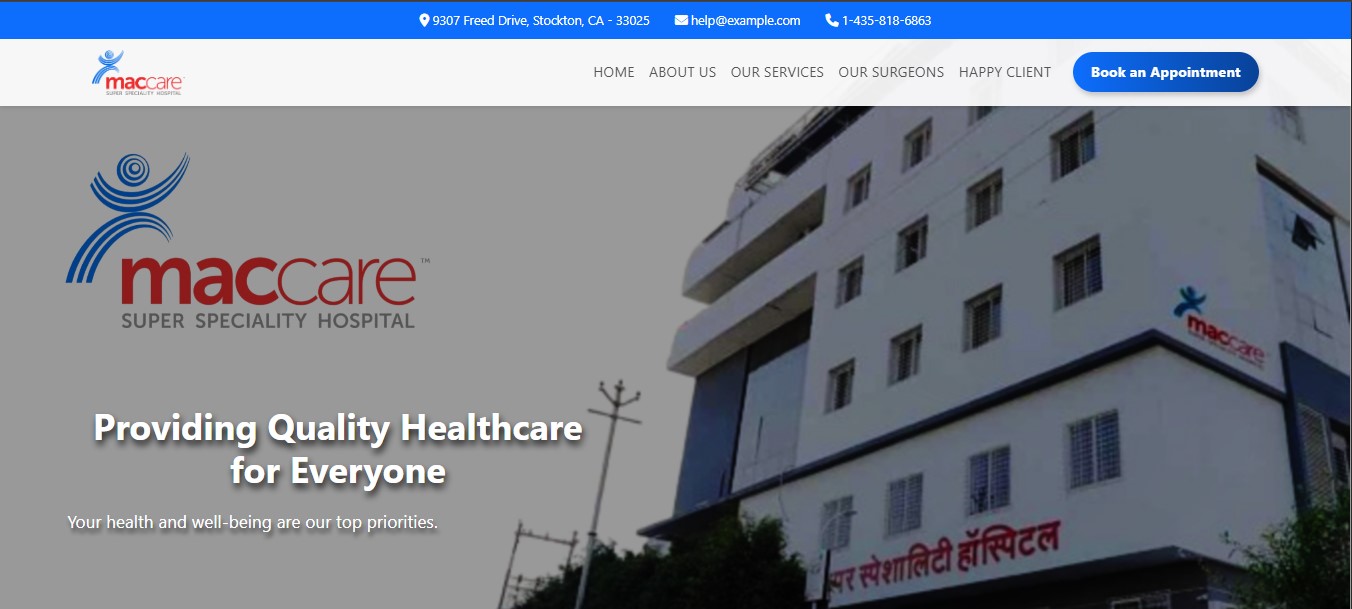 9307 Freed Drive, Stockton, CA - 33025 help@example.com 1-435-818-6863
maccare
SUPER SPECIALITY HOSPITAL
HOME ABOUT US OUR SERVICES OUR SURGEONS HAPPY CLIENT Book an Appointment
maccare™
SUPER SPECIALITY HOSPITAL
maccare
Providing Quality Healthcare
for Everyone
Your health and well-being are our top priorities.
स्पेशालिटी हॉस्पिटल